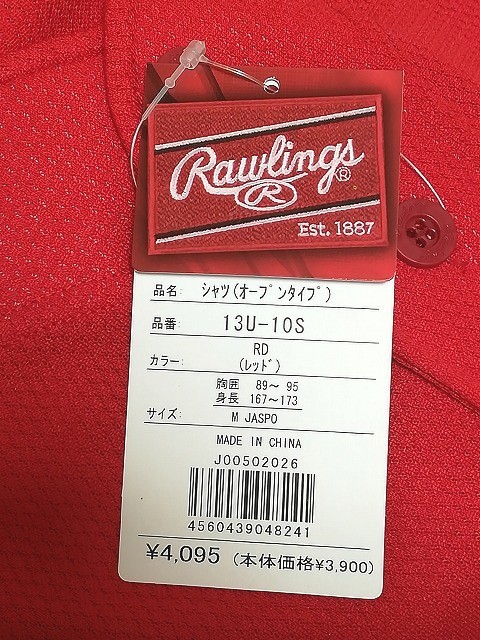 Rawlings®
R
Est. 1887
品名: シャツ(オープンタイプ)
品番: 13U-10S
RD
カラー: (レッド)
胸囲 89〜 95
身長 167〜173
サイズ: M JASPO
MADE IN CHINA
J00502026
4560439048241
¥4,095 (本体価格¥3,900)